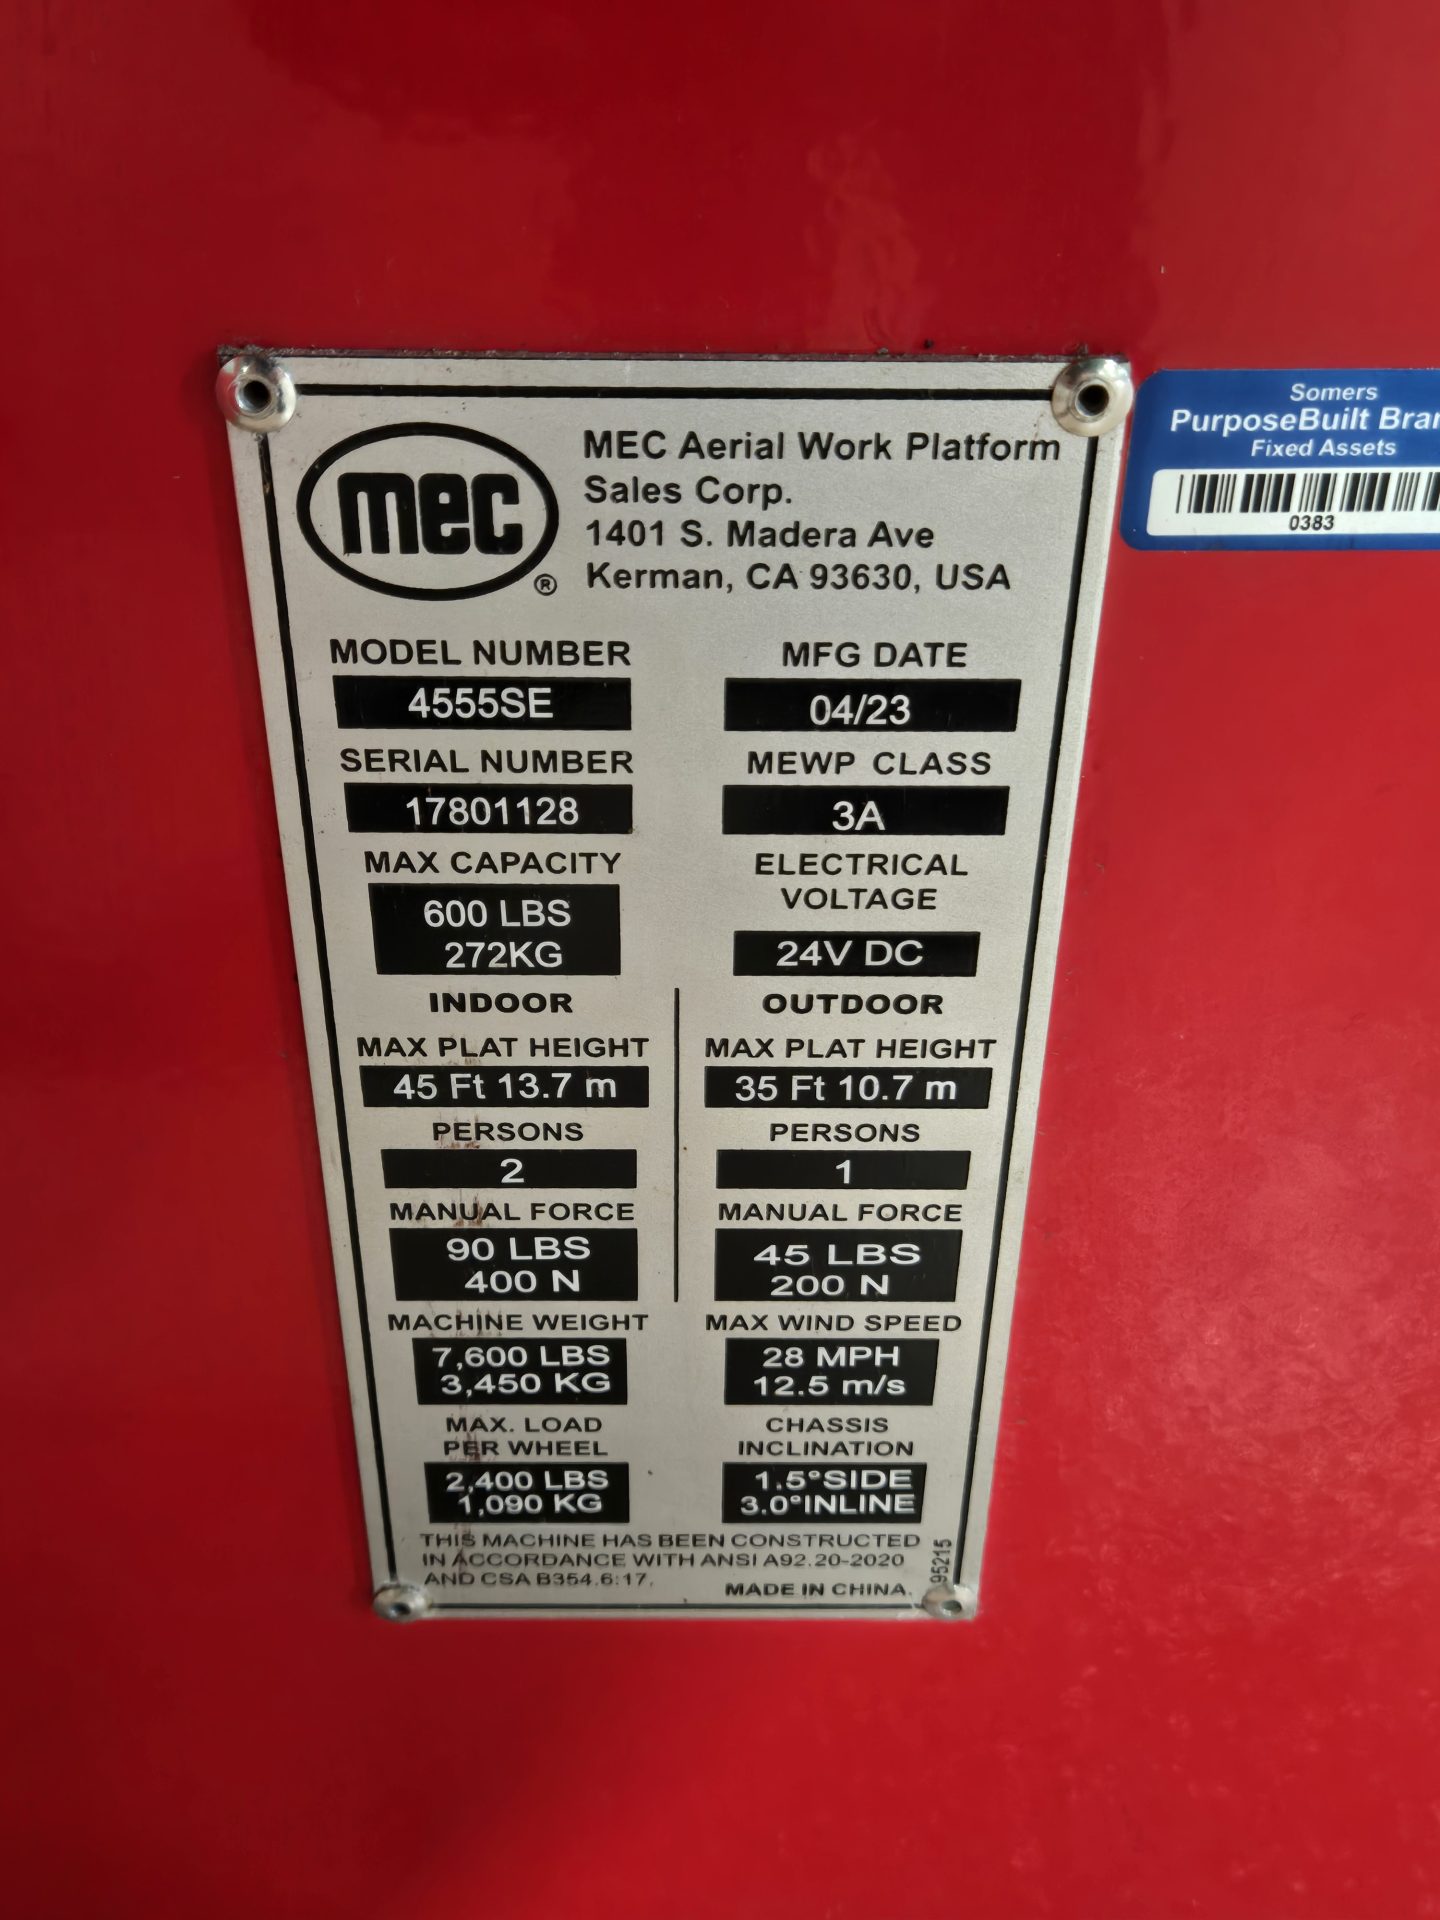 mec
®
MEC Aerial Work Platform
Sales Corp.
1401 S. Madera Ave
Kerman, CA 93630, USA
Somers
PurposeBuilt
Fixed Assets
0383
MODEL NUMBER
4555SE
MFG DATE
04/23
SERIAL NUMBER
17801128
MEWP CLASS
3A
MAX CAPACITY
600 LBS
272KG
ELECTRICAL
VOLTAGE
24V DC
INDOOR
MAX PLAT HEIGHT
45 Ft 13.7 m
PERSONS
2
MANUAL FORCE
90 LBS
400 N
OUTDOOR
MAX PLAT HEIGHT
35 Ft 10.7 m
PERSONS
1
MANUAL FORCE
45 LBS
200 N
MACHINE WEIGHT
7,600 LBS
3,450 KG
MAX WIND SPEED
28 MPH
12.5 m/s
MAX. LOAD
PER WHEEL
2,400 LBS
1,090 KG
CHASSIS
INCLINATION
1.5°SIDE
3.0°INLINE
THIS MACHINE HAS BEEN CONSTRUCTED
IN ACCORDANCE WITH ANSI A92.20-2020
AND CSA B354.6:17.
MADE IN CHINA.
95215